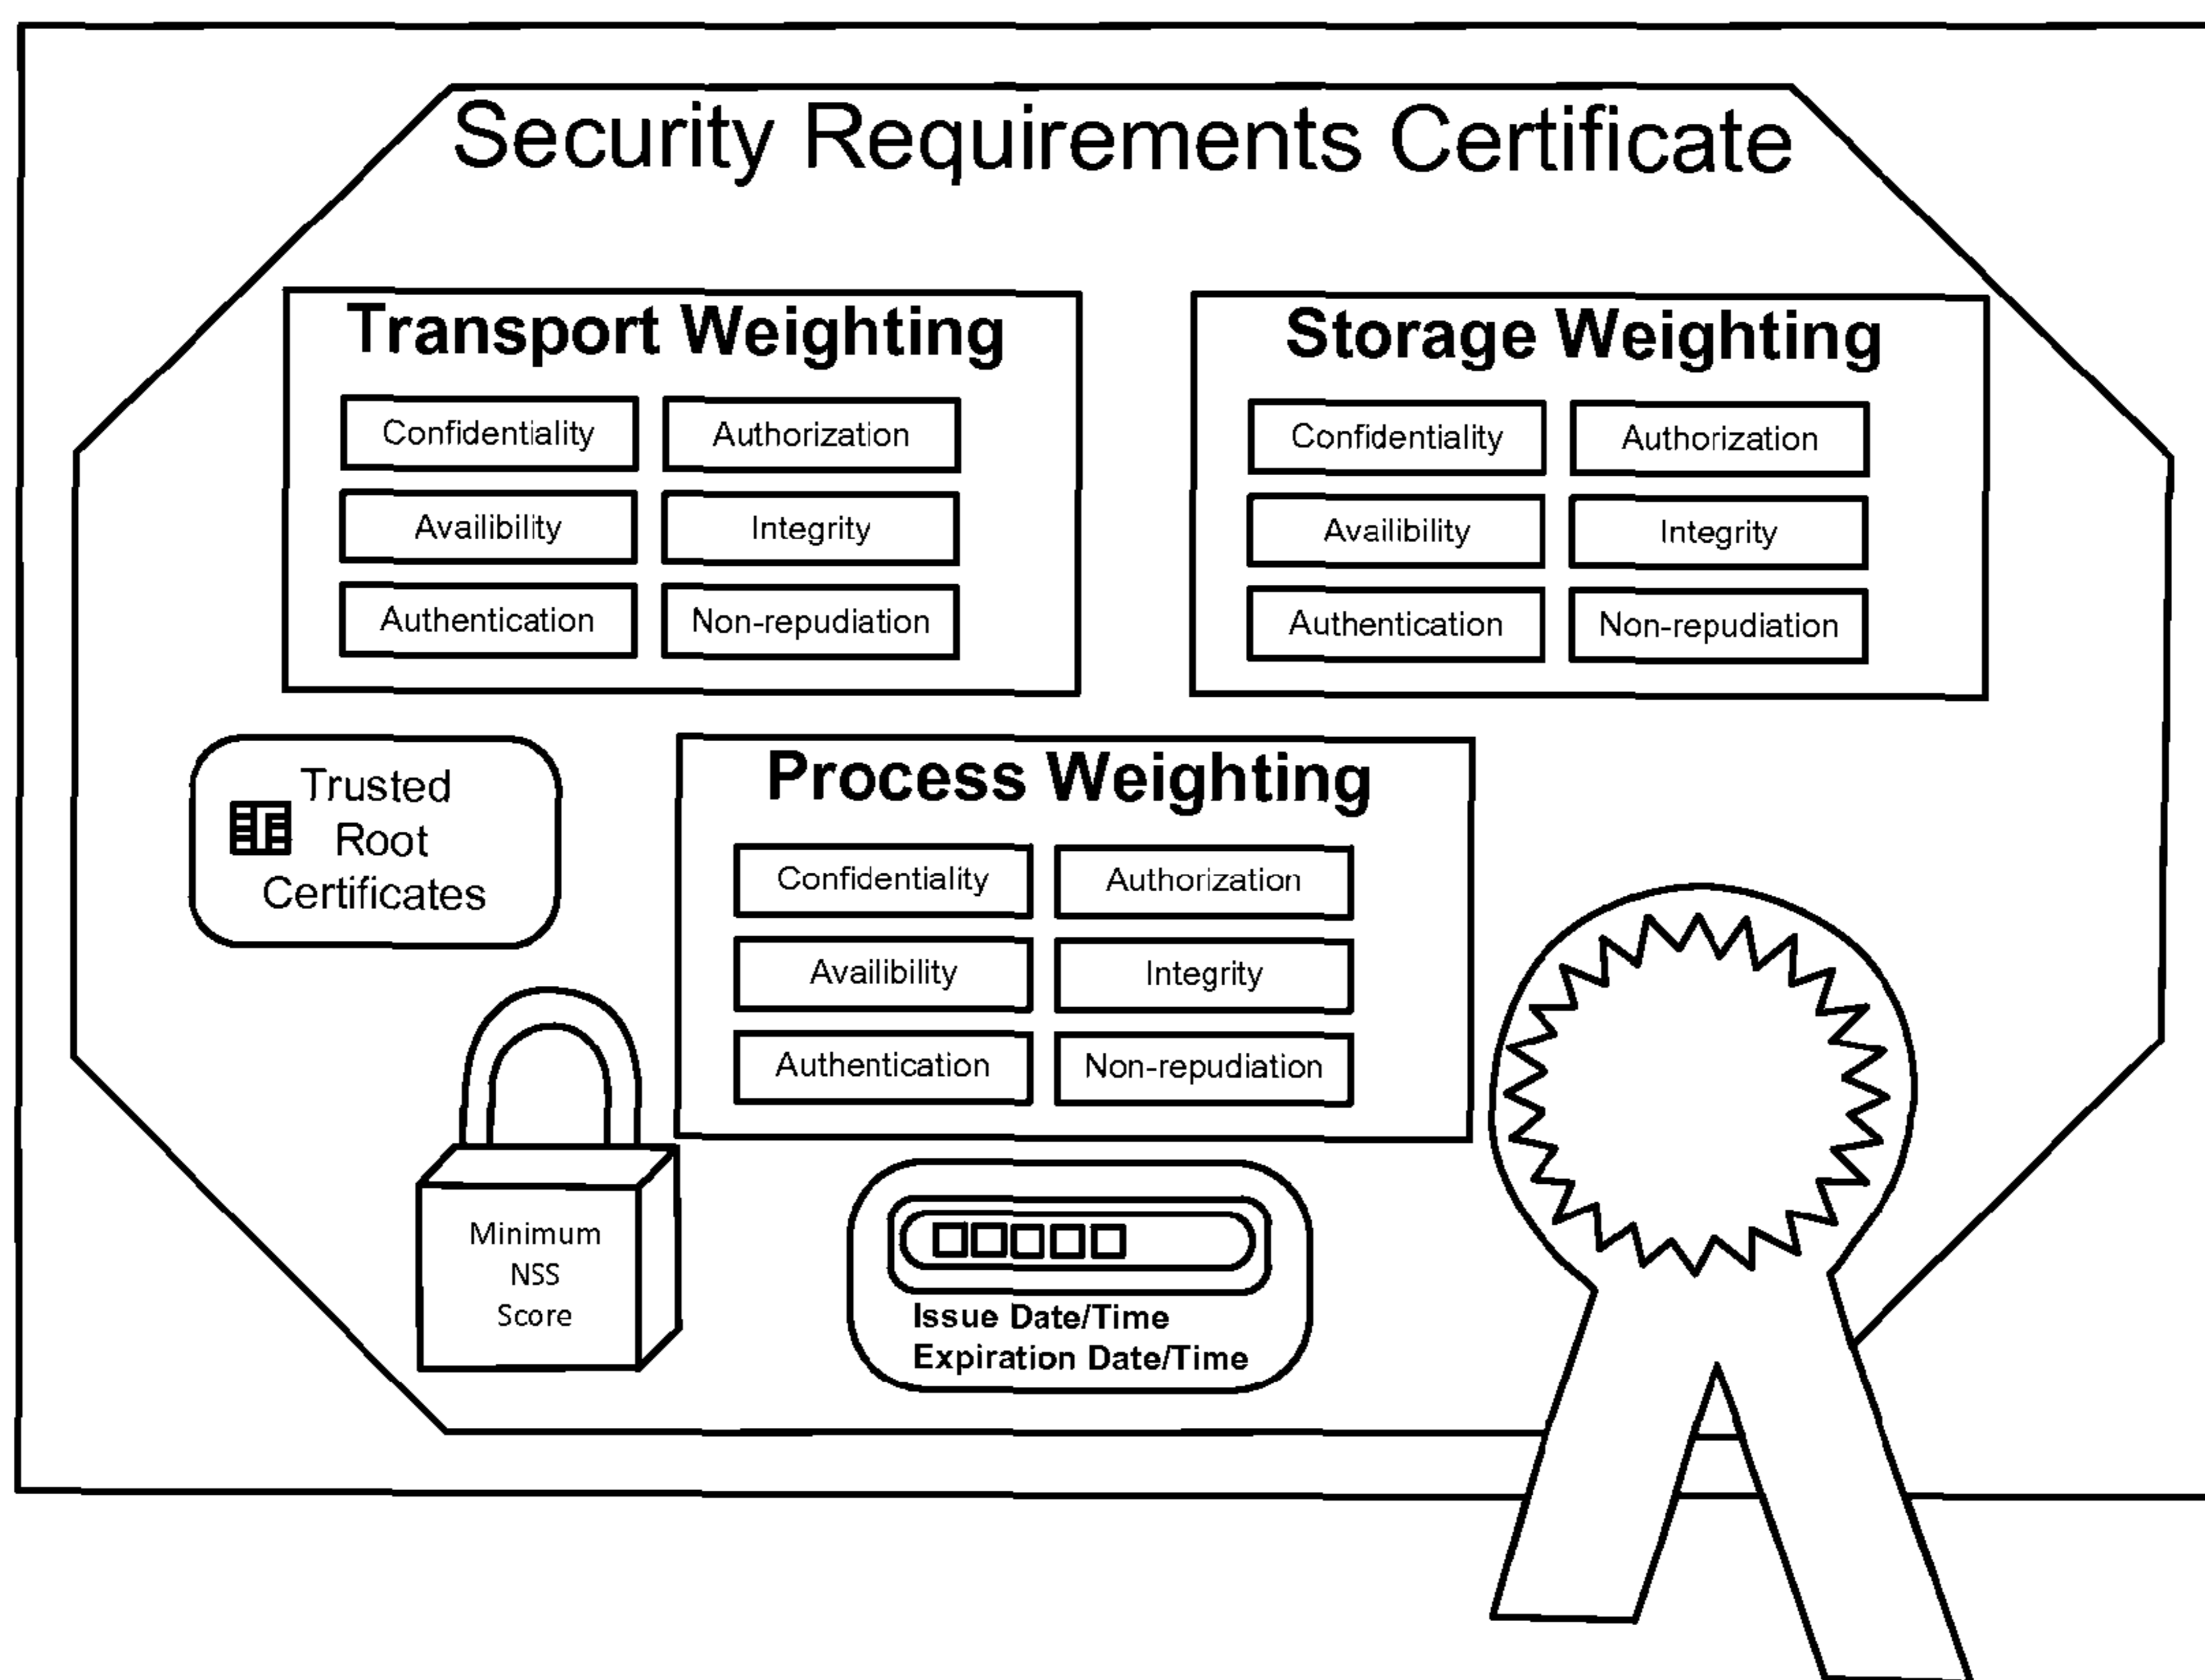 Security Requirements Certificate
Transport Weighting
Confidentiality
Authorization
Availibility
Integrity
Authentication
Non-repudiation
Storage Weighting
Confidentiality
Authorization
Availibility
Integrity
Authentication
Non-repudiation
Trusted
Root
Certificates
Process Weighting
Confidentiality
Authorization
Availibility
Integrity
Authentication
Non-repudiation
Minimum
NSS
Score
Issue Date/Time
Expiration Date/Time